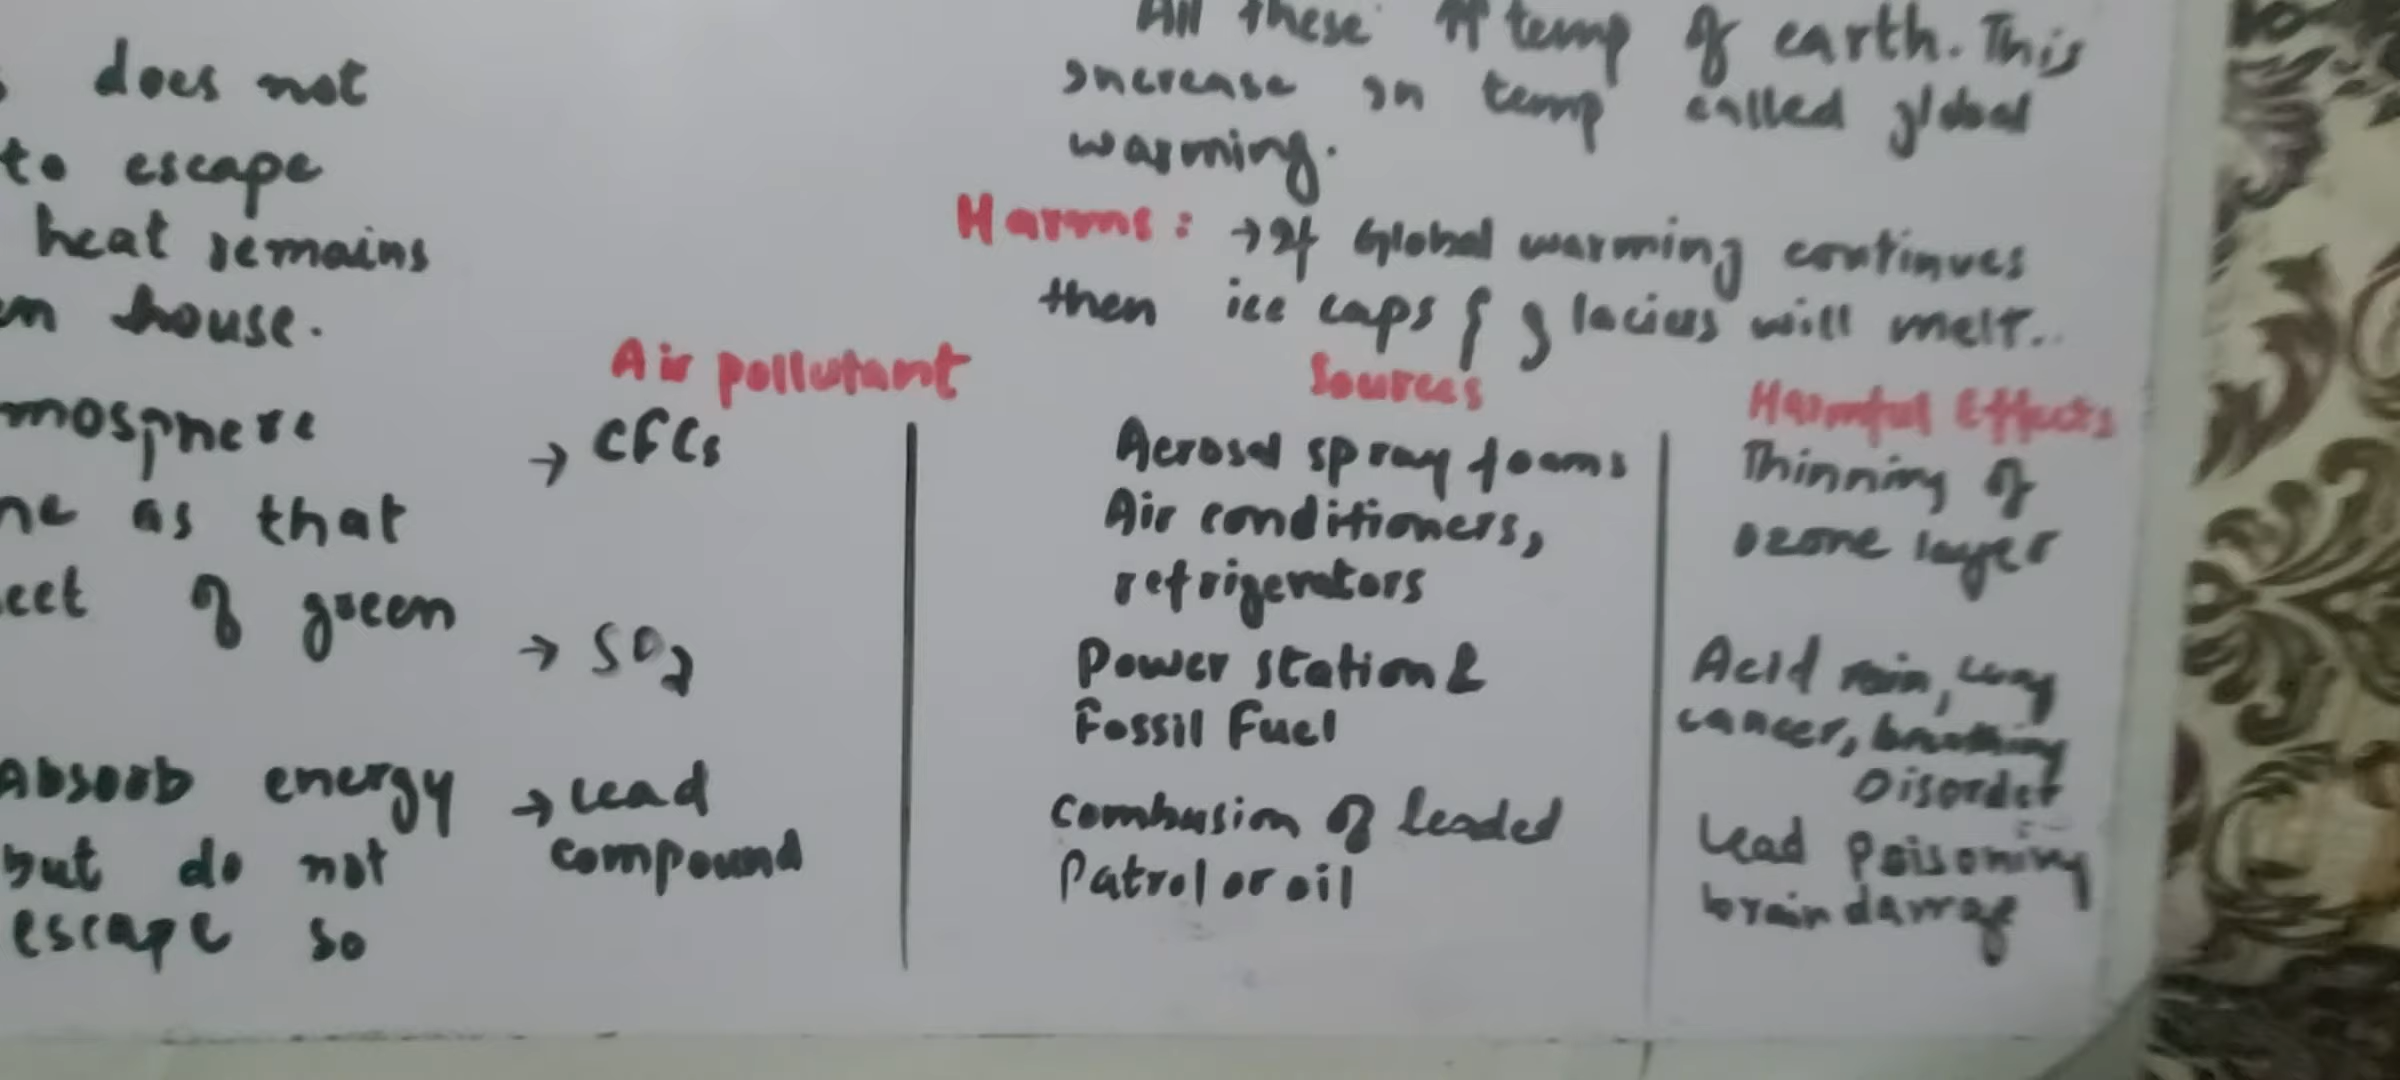 does not
to escape
heat remains
house.
as that
of green
Absorb energy
but do not
escape so
All these ↑↑ temp of earth. This
increase in temp called global
warming.
Harms: → If Global warming continues
then ice caps & glaciers will melt..
Air pollutant
Sources
Harmful Effects
→ CFCs
Aerosol spray foams
Air conditioners,
refrigerators
Thinning of
ozone layer
→ SO2
Power station &
Fossil Fuel
Acid rain, lung
cancer, breathing
Disorder
→ Lead
compound
Combusion of leaded
Patrol or oil
Lead Poisoning
brain damage